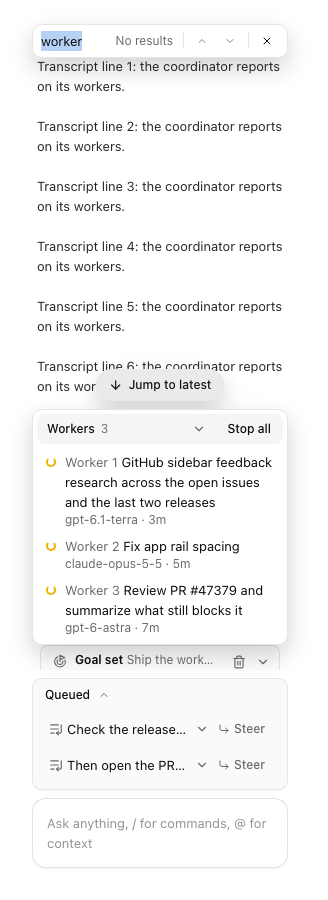 worker No results
Transcript line 1: the coordinator reports
on its workers.
Transcript line 2: the coordinator reports
on its workers.
Transcript line 3: the coordinator reports
on its workers.
Transcript line 4: the coordinator reports
on its workers.
Transcript line 5: the coordinator reports
on its workers.
Transcript line 6: the coordinator reports
on its wor
Jump to latest
Workers 3 Stop all
Worker 1 GitHub sidebar feedback
research across the open issues
and the last two releases
gpt-6.1-terra · 3m
Worker 2 Fix app rail spacing
claude-opus-5-5 · 5m
Worker 3 Review PR #47379 and
summarize what still blocks it
gpt-6-astra · 7m
Goal set Ship the work...
Queued
Check the release... Steer
Then open the PR... Steer
Ask anything, / for commands, @ for
context